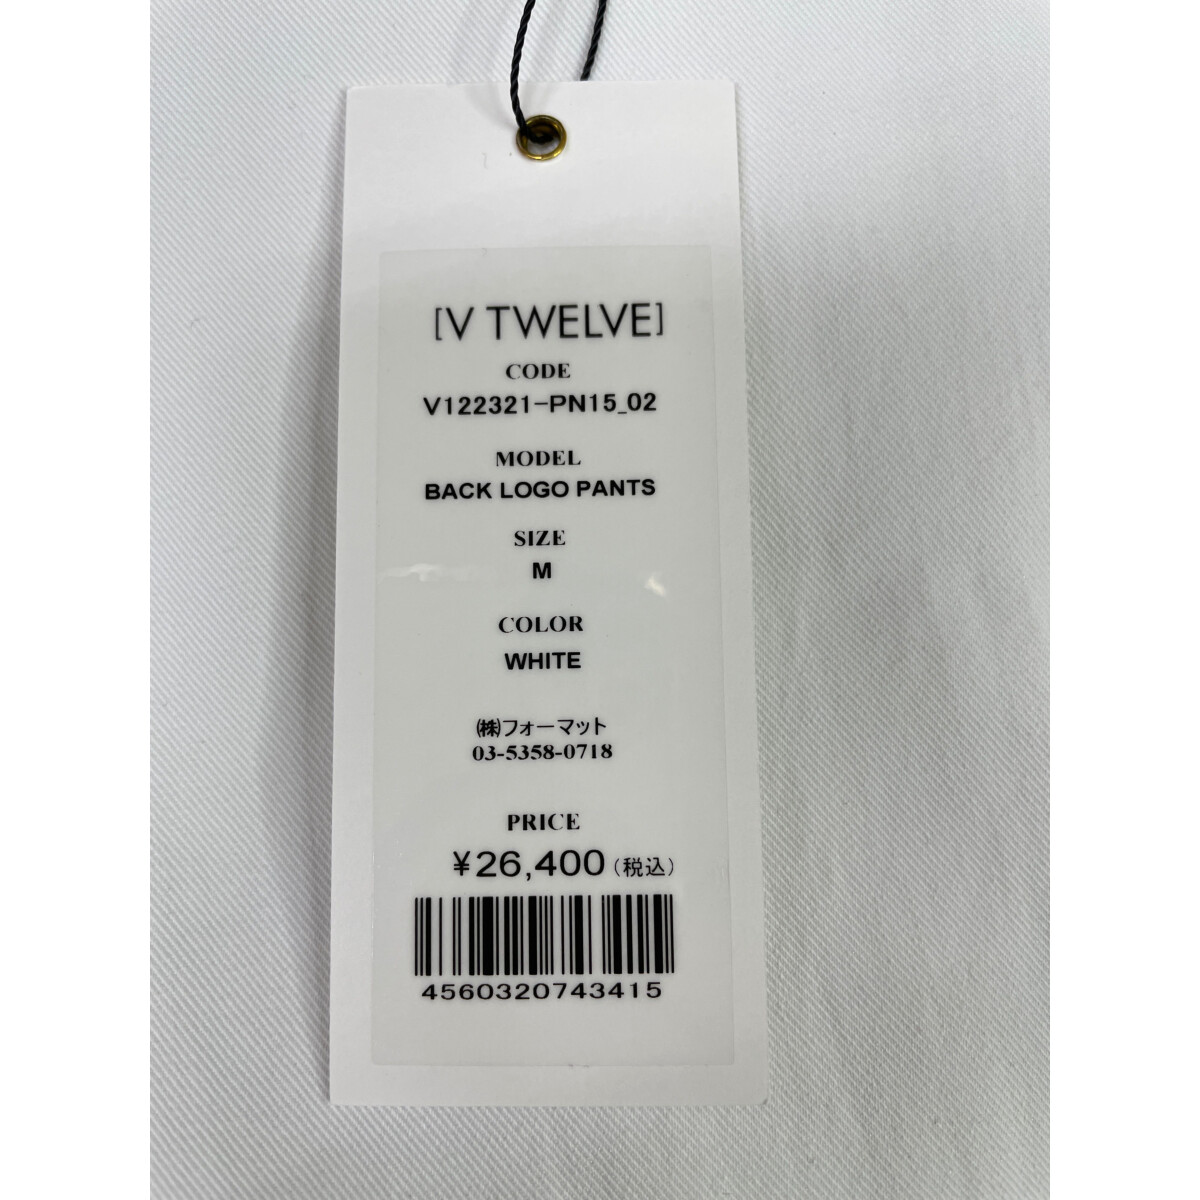 [V TWELVE]
CODE
V122321-PN15_02
MODEL
BACK LOGO PANTS
SIZE
M
COLOR
WHITE
㈱フォーマット
03-5358-0718
PRICE
¥26,400(税込)
4560320743415